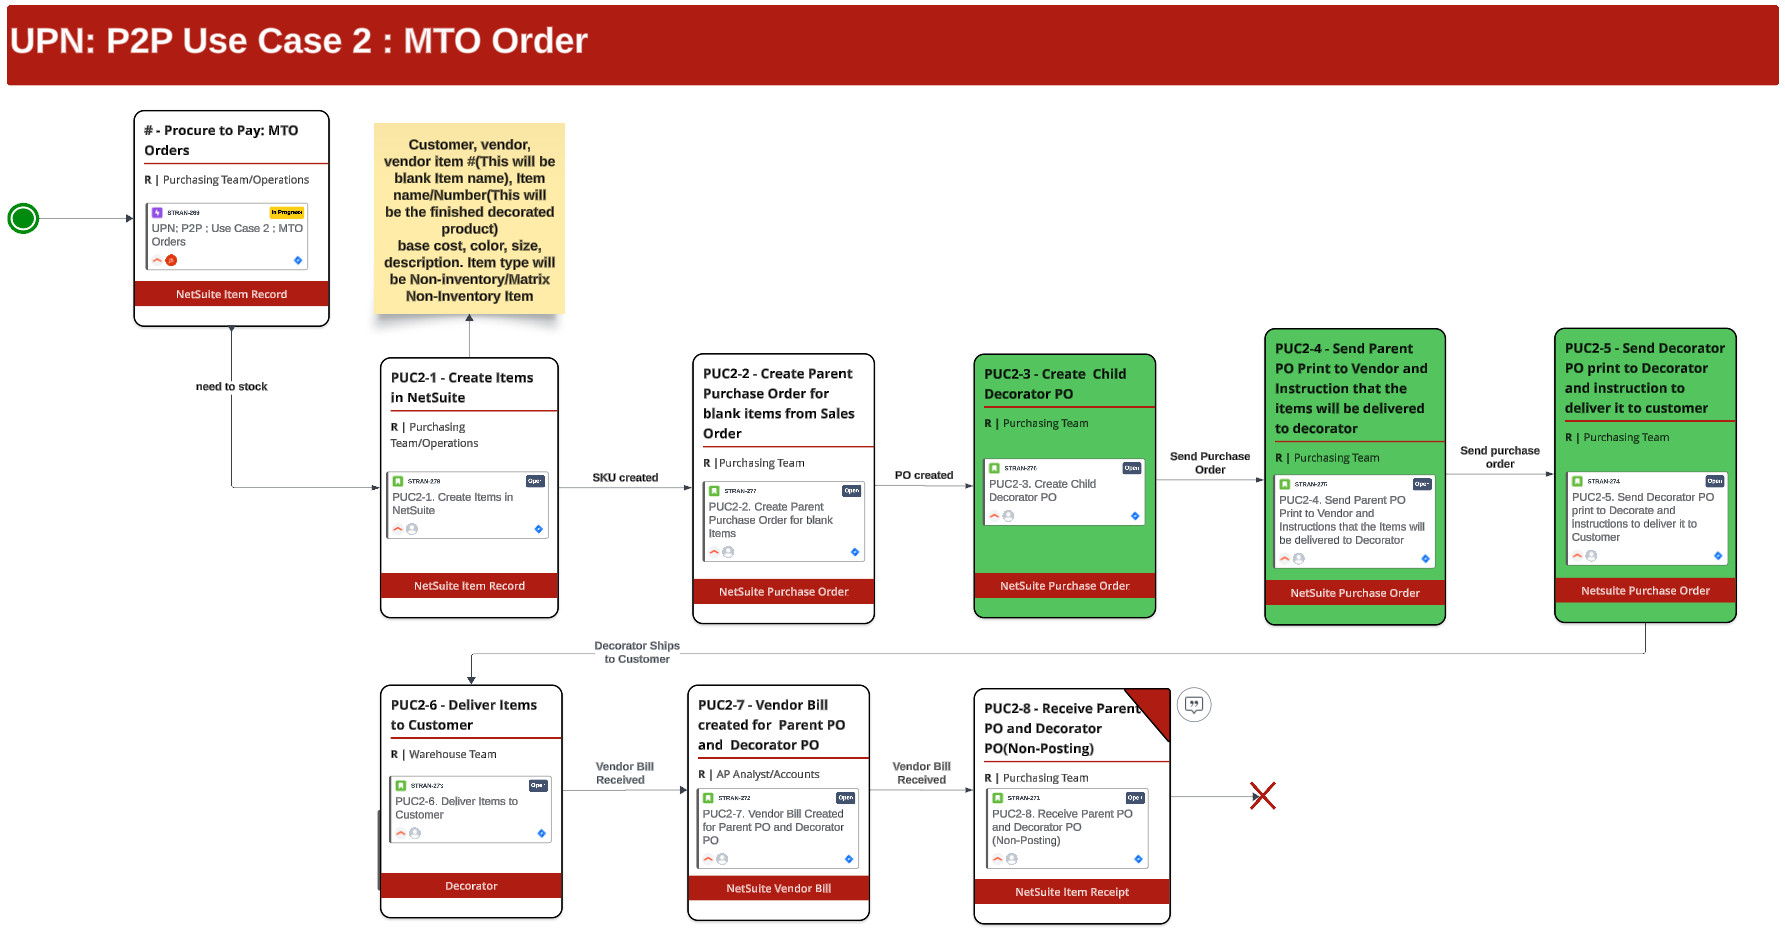 UPN: P2P Use Case 2 : MTO Order
# - Procure to Pay: MTO
Orders
R | Purchasing Team/Operations
STRAN-269
In Progress
UPN: P2P : Use Case 2 : MTO
Orders
NetSuite Item Record
need to stock
Customer, vendor,
vendor item #(This will be
blank Item name), Item
name/Number(This will
be the finished decorated
product)
base cost, color, size,
description. Item type will
be Non-inventory/Matrix
Non-Inventory Item
PUC2-1 - Create Items
in NetSuite
R | Purchasing
Team/Operations
STRAN-278
Open
PUC2-1. Create Items in
NetSuite
NetSuite Item Record
SKU created
PUC2-2 - Create Parent
Purchase Order for
blank items from Sales
Order
R |Purchasing Team
STRAN-277
Open
PUC2-2. Create Parent
Purchase Order for blank
Items
NetSuite Purchase Order
PO created
PUC2-3 - Create Child
Decorator PO
R | Purchasing Team
STRAN-276
Open
PUC2-3. Create Child
Decorator PO
NetSuite Purchase Order
Send Purchase
Order
PUC2-4 - Send Parent
PO Print to Vendor and
Instruction that the
items will be delivered
to decorator
R | Purchasing Team
STRAN-275
Open
PUC2-4. Send Parent PO
Print to Vendor and
Instructions that the Items will
be delivered to Decorator
NetSuite Purchase Order
Send purchase
order
PUC2-5 - Send Decorator
PO print to Decorator
and instruction to
deliver it to customer
R | Purchasing Team
STRAN-274
Open
PUC2-5. Send Decorator PO
print to Decorate and
instructions to deliver it to
Customer
Netsuite Purchase Order
Decorator Ships
to Customer
PUC2-6 - Deliver Items
to Customer
R | Warehouse Team
STRAN-273
Open
PUC2-6. Deliver Items to
Customer
Decorator
Vendor Bill
Received
PUC2-7 - Vendor Bill
created for Parent PO
and Decorator PO
R | AP Analyst/Accounts
STRAN-272
Open
PUC2-7. Vendor Bill Created
for Parent PO and Decorator
PO
NetSuite Vendor Bill
Vendor Bill
Received
PUC2-8 - Receive Parent
PO and Decorator
PO(Non-Posting)
R | Purchasing Team
STRAN-271
Open
PUC2-8. Receive Parent PO
and Decorator PO
(Non-Posting)
NetSuite Item Receipt